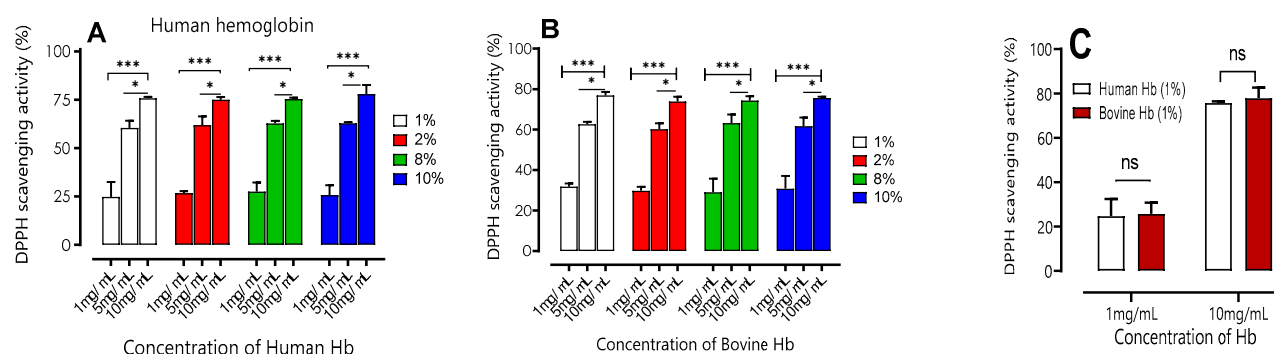 A
Human hemoglobin
DPPH scavenging activity (%)
100
75
50
25
0
***
*
***
*
***
*
***
*
1%
2%
8%
10%
1mg/mL
5mg/mL
10mg/mL
1mg/mL
5mg/mL
10mg/mL
1mg/mL
5mg/mL
10mg/mL
1mg/mL
5mg/mL
10mg/mL
Concentration of Human Hb
B
DPPH scavenging activity (%)
100
80
60
40
20
0
***
*
***
*
***
*
***
*
1%
2%
8%
10%
1mg/mL
5mg/mL
10mg/mL
1mg/mL
5mg/mL
10mg/mL
1mg/mL
5mg/mL
10mg/mL
1mg/mL
5mg/mL
10mg/mL
Concentration of Bovine Hb
C
DPPH scavenging activity (%)
100
80
60
40
20
0
Human Hb (1%)
Bovine Hb (1%)
ns
ns
1mg/mL
10mg/mL
Concentration of Hb